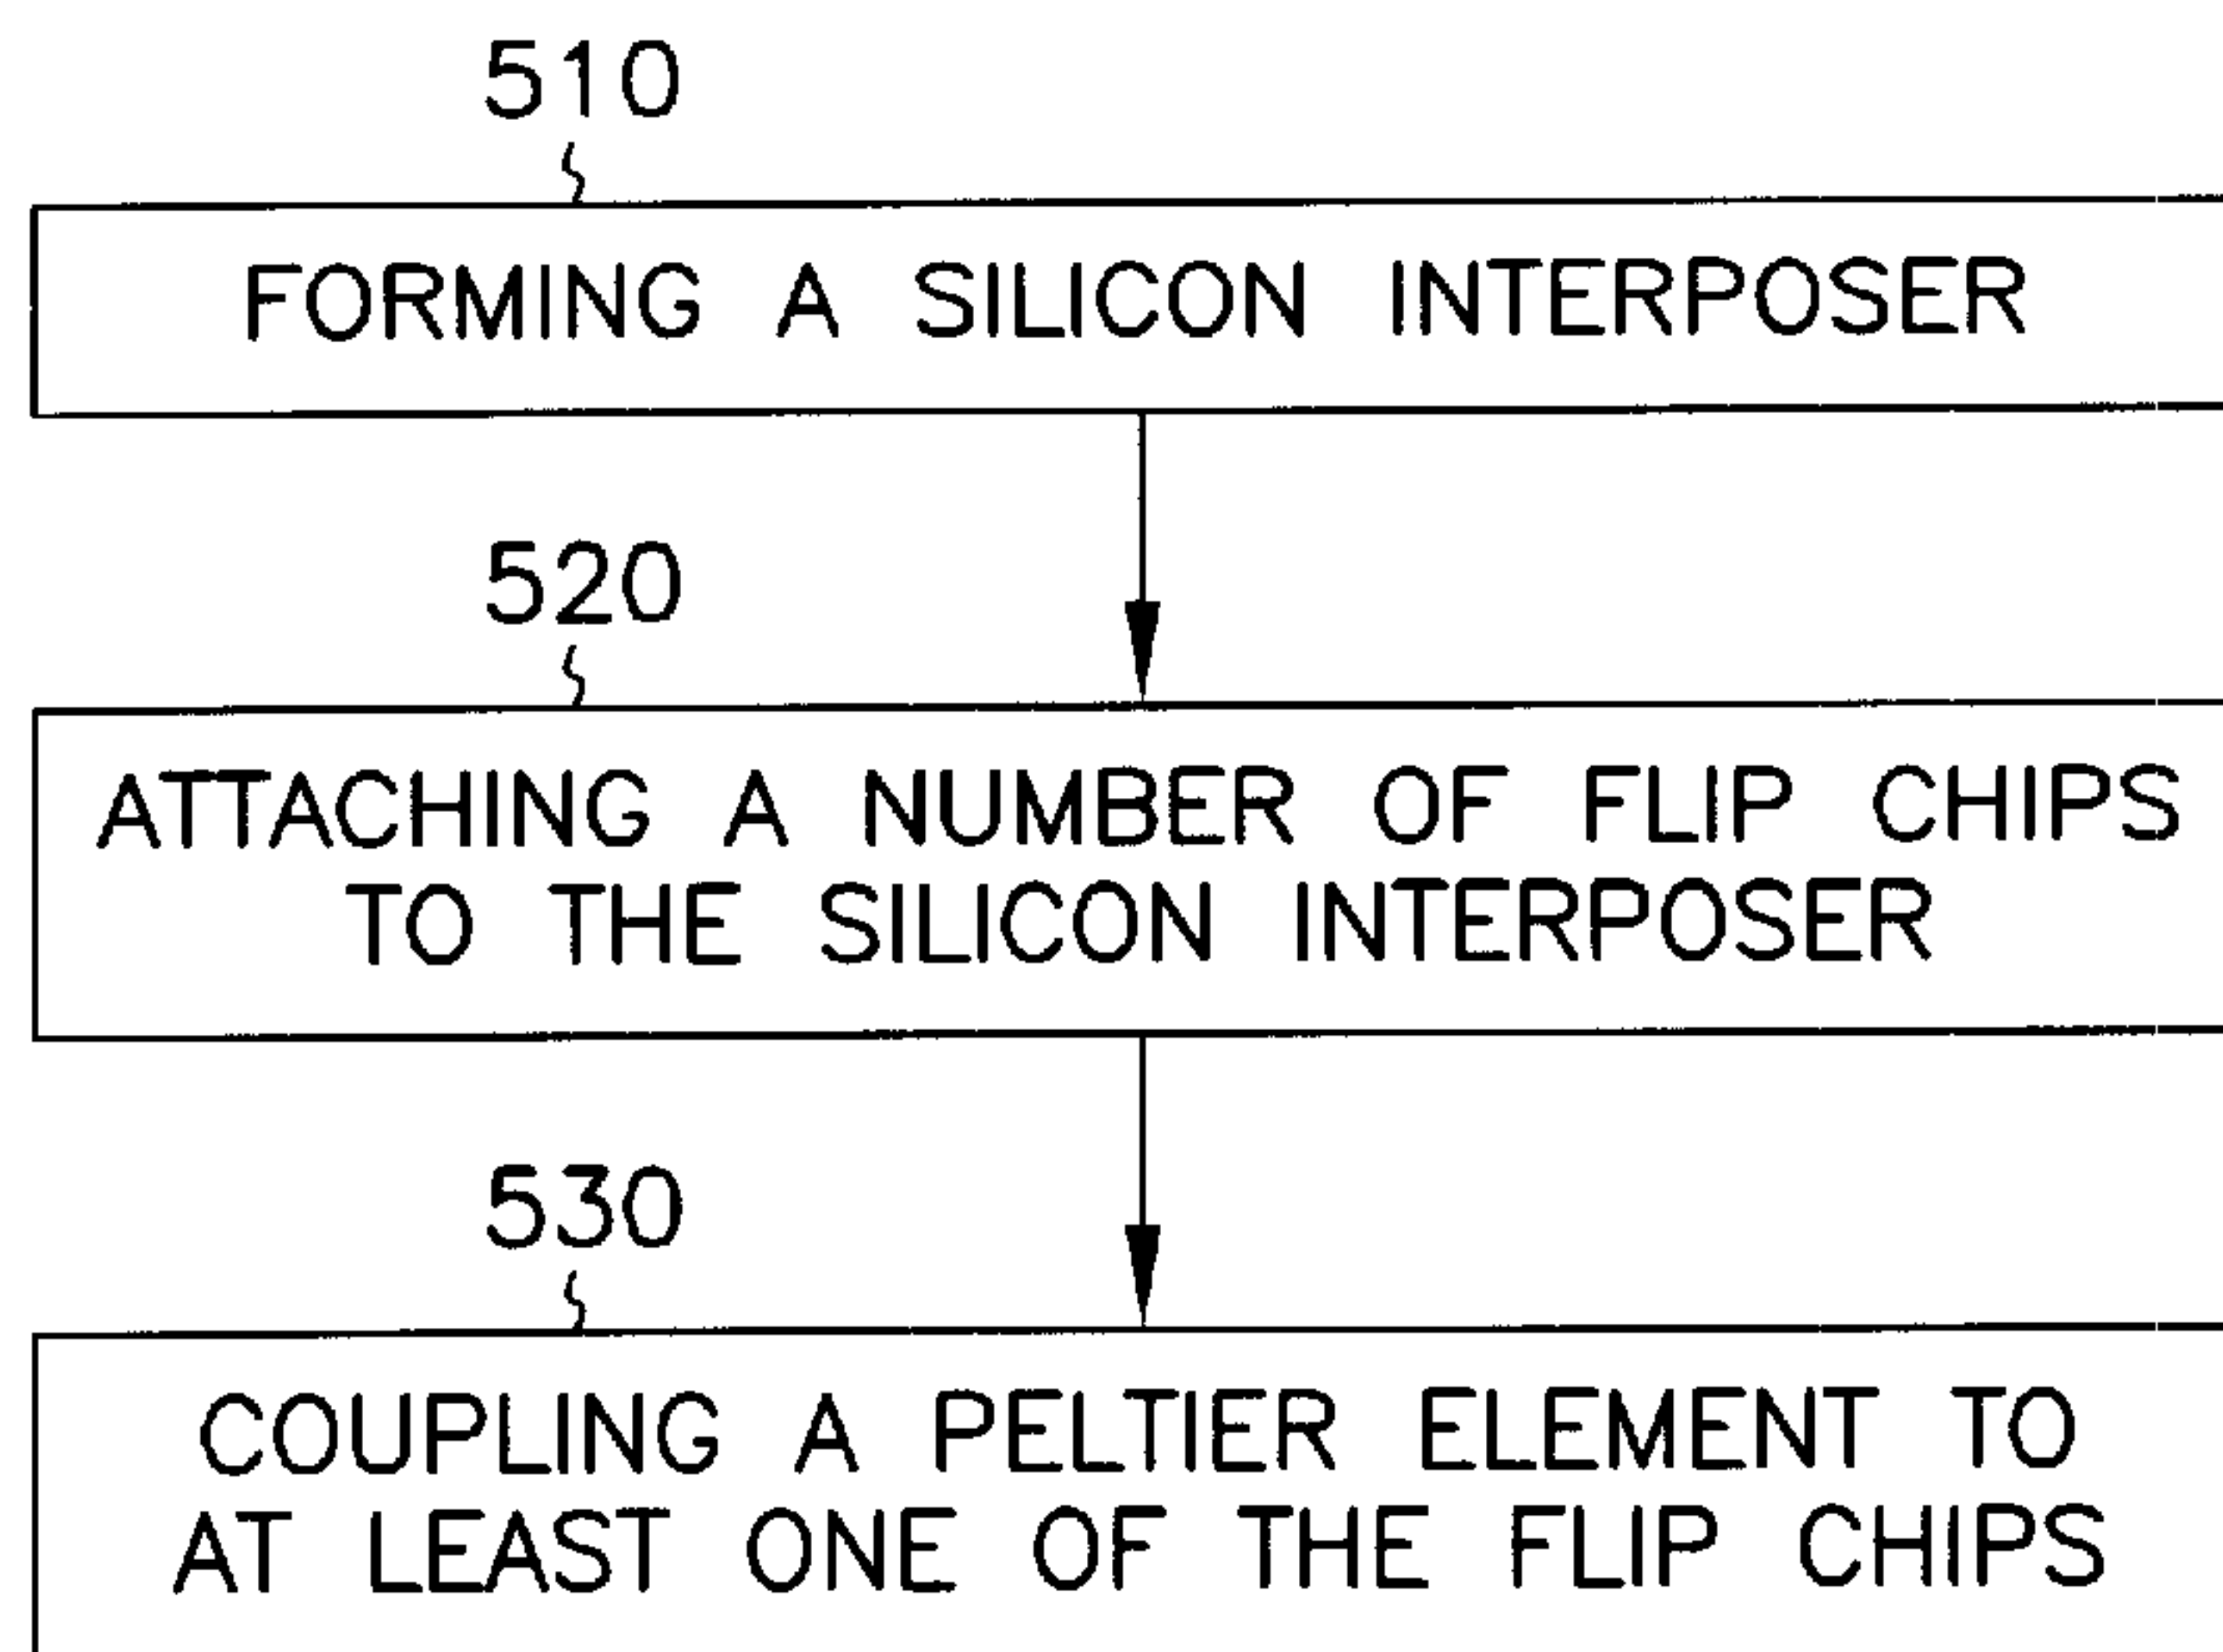 510
FORMING A SILICON INTERPOSER
520
ATTACHING A NUMBER OF FLIP CHIPS
TO THE SILICON INTERPOSER
530
COUPLING A PELTIER ELEMENT TO
AT LEAST ONE OF THE FLIP CHIPS